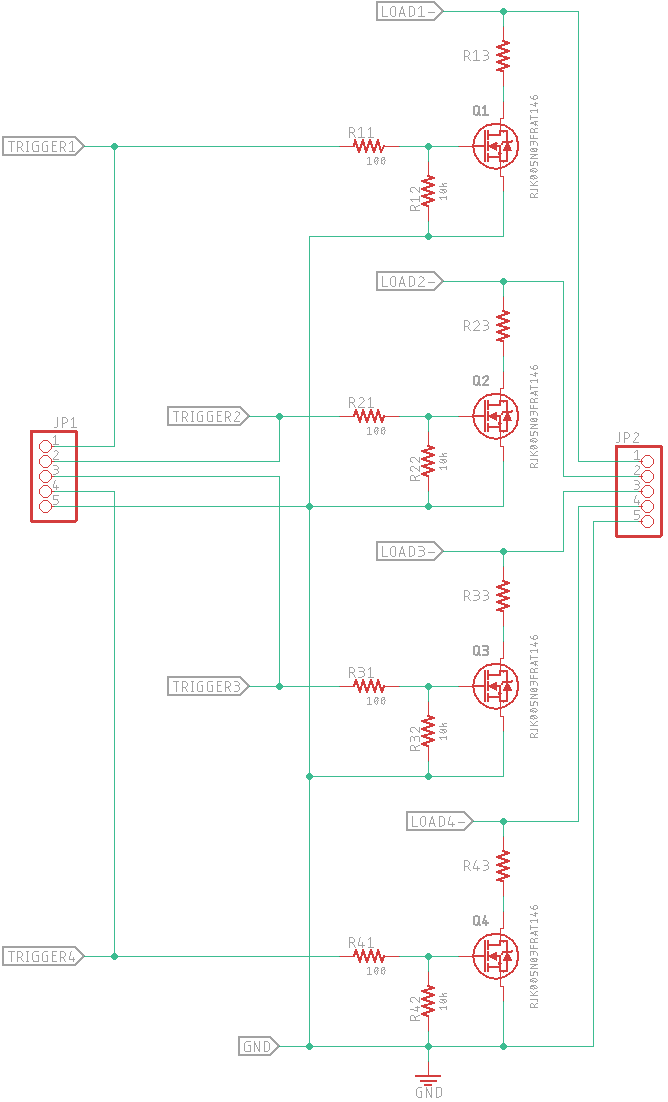 LOAD1-
R13
Q1
RJK005N03FRAT146
TRIGGER1
R11
100
R12
10k
LOAD2-
R23
Q2
RJK005N03FRAT146
TRIGGER2
R21
100
R22
10k
JP1
1
2
3
4
5
JP2
1
2
3
4
5
LOAD3-
R33
Q3
RJK005N03FRAT146
TRIGGER3
R31
100
R32
10k
LOAD4-
R43
Q4
RJK005N03FRAT146
TRIGGER4
R41
100
R42
10k
GND
GND